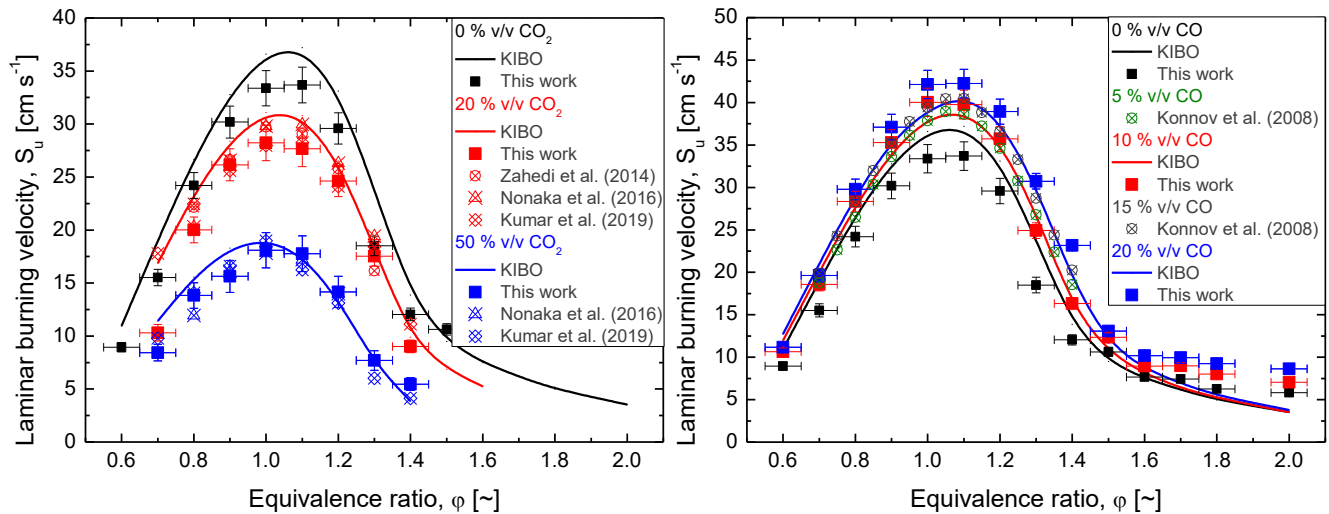 40
35
30
25
20
15
10
5
0
Laminar burning velocity, Sᵤ [cm s⁻¹]
0 % v/v CO₂
KIBO
This work
20 % v/v CO₂
KIBO
This work
Zahedi et al. (2014)
Nonaka et al. (2016)
Kumar et al. (2019)
50 % v/v CO₂
KIBO
This work
Nonaka et al. (2016)
Kumar et al. (2019)
0.6 0.8 1.0 1.2 1.4 1.6 1.8 2.0
Equivalence ratio, φ [~]
50
45
40
35
30
25
20
15
10
5
0
Laminar burning velocity, Sᵤ [cm s⁻¹]
0 % v/v CO
KIBO
This work
5 % v/v CO
Konnov et al. (2008)
10 % v/v CO
KIBO
This work
15 % v/v CO
Konnov et al. (2008)
20 % v/v CO
KIBO
This work
0.6 0.8 1.0 1.2 1.4 1.6 1.8 2.0
Equivalence ratio, φ [~]